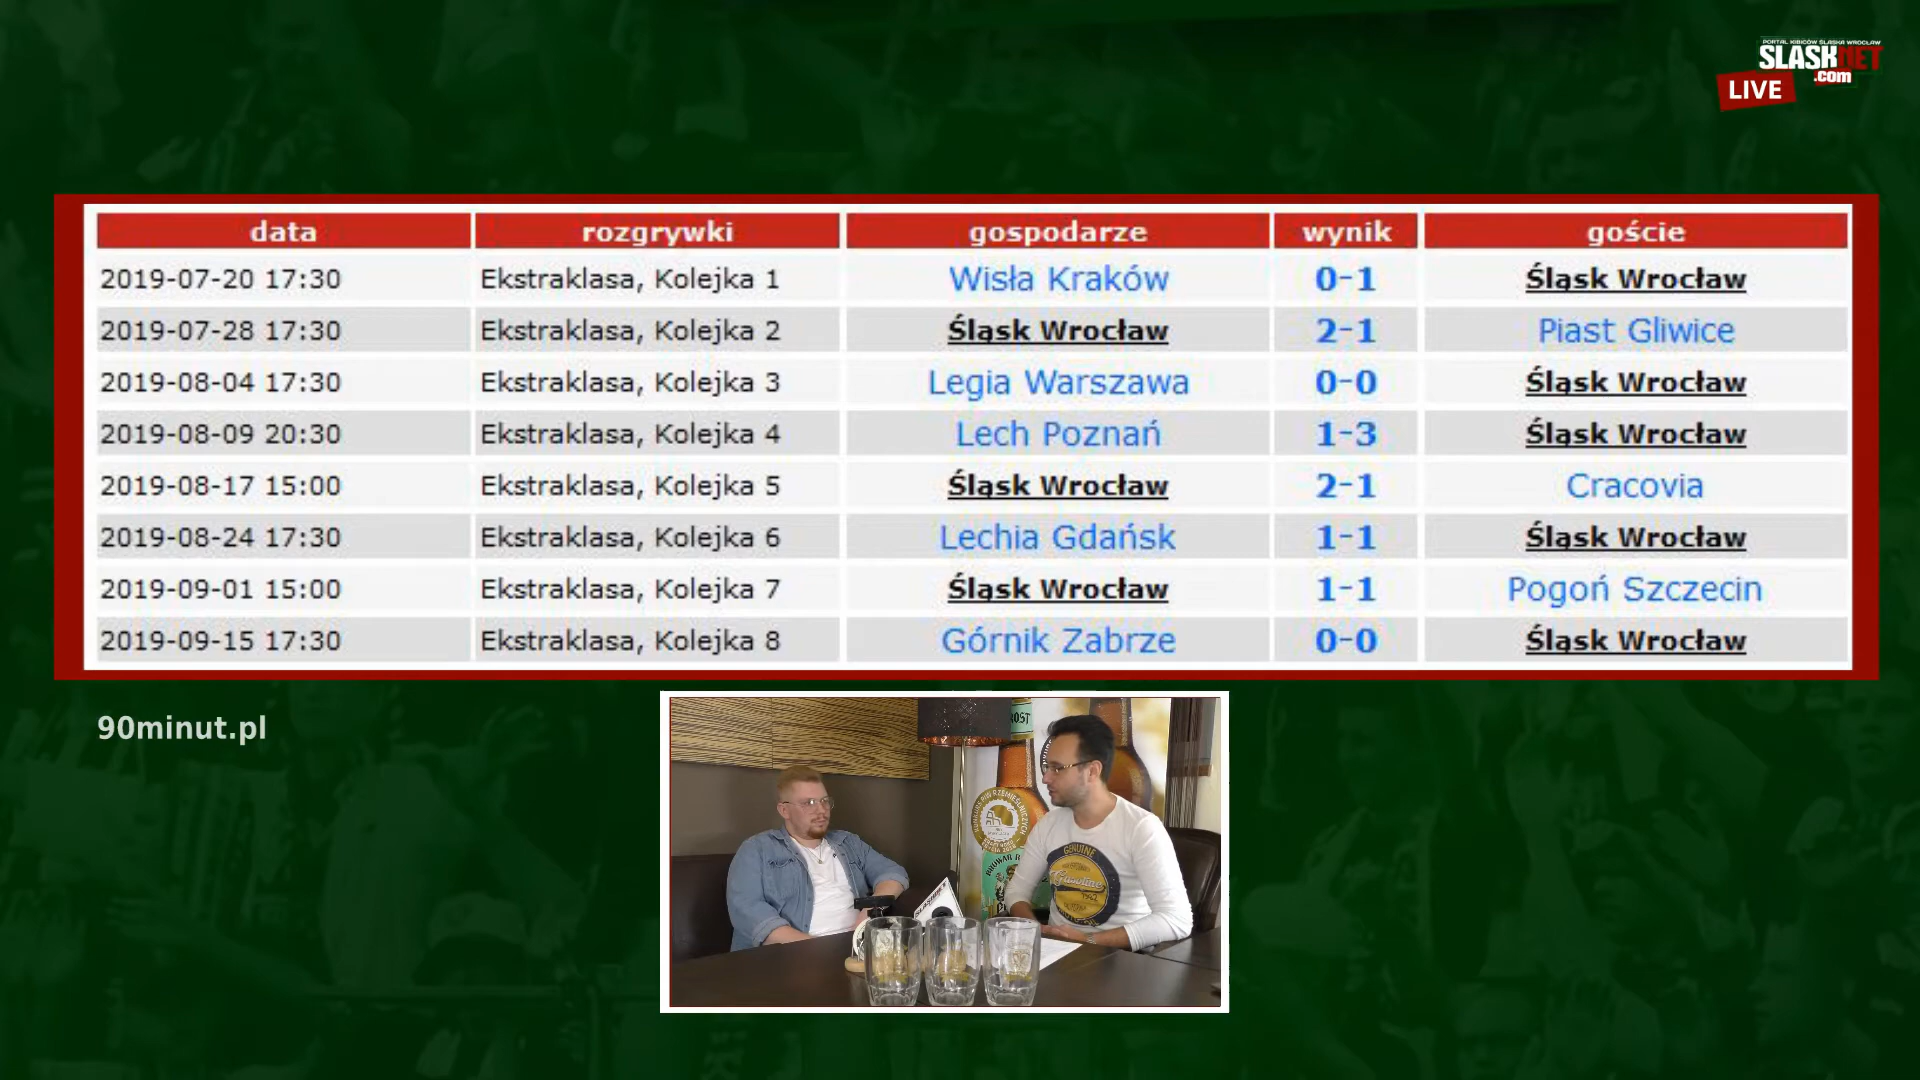 PORTAL KIBICÓW ŚLĄSKA WROCŁAW
SLASKNET
.com
LIVE
data rozgrywki gospodarze wynik goście
2019-07-20 17:30 Ekstraklasa, Kolejka 1 Wisła Kraków 0-1 Śląsk Wrocław
2019-07-28 17:30 Ekstraklasa, Kolejka 2 Śląsk Wrocław 2-1 Piast Gliwice
2019-08-04 17:30 Ekstraklasa, Kolejka 3 Legia Warszawa 0-0 Śląsk Wrocław
2019-08-09 20:30 Ekstraklasa, Kolejka 4 Lech Poznań 1-3 Śląsk Wrocław
2019-08-17 15:00 Ekstraklasa, Kolejka 5 Śląsk Wrocław 2-1 Cracovia
2019-08-24 17:30 Ekstraklasa, Kolejka 6 Lechia Gdańsk 1-1 Śląsk Wrocław
2019-09-01 15:00 Ekstraklasa, Kolejka 7 Śląsk Wrocław 1-1 Pogoń Szczecin
2019-09-15 17:30 Ekstraklasa, Kolejka 8 Górnik Zabrze 0-0 Śląsk Wrocław
90minut.pl
GENUINE
Gasoline